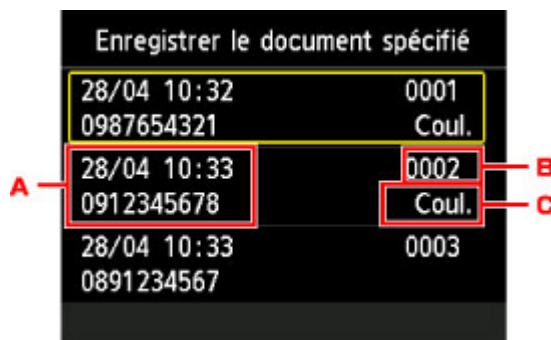 Enregistrer le document spécifié
28/04 10:32 0001
0987654321 Coul.
28/04 10:33 0002
0912345678 Coul.
28/04 10:33 0003
0891234567
A
B
C